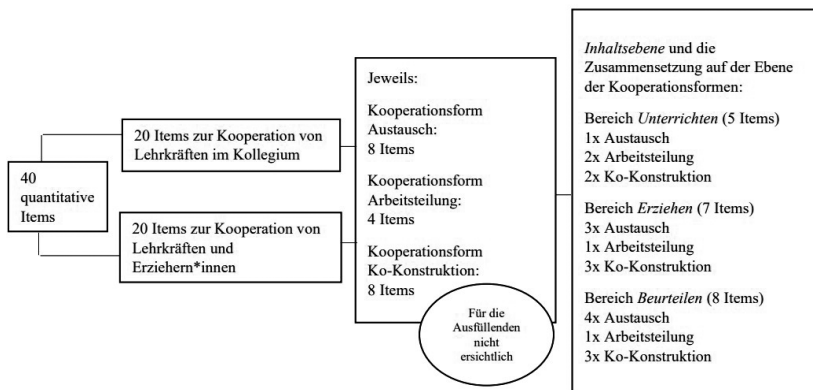 40
quantitative
Items
20 Items zur Kooperation von
Lehrkräften im Kollegium
20 Items zur Kooperation von
Lehrkräften und
Erziehern*innen
Jeweils:
Kooperationsform
Austausch:
8 Items
Kooperationsform
Arbeitsteilung:
4 Items
Kooperationsform
Ko-Konstruktion:
8 Items
Für die
Ausfüllenden
nicht
ersichtlich
Inhaltsebene und die
Zusammensetzung auf der Ebene
der Kooperationsformen:
Bereich Unterrichten (5 Items)
1x Austausch
2x Arbeitsteilung
2x Ko-Konstruktion
Bereich Erziehen (7 Items)
3x Austausch
1x Arbeitsteilung
3x Ko-Konstruktion
Bereich Beurteilen (8 Items)
4x Austausch
1x Arbeitsteilung
3x Ko-Konstruktion